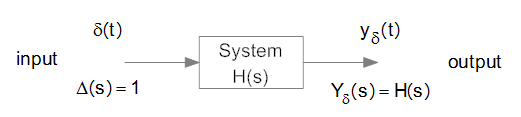 δ(t)
y_δ(t)
input
System
H(s)
output
Δ(s) = 1
Y_δ(s) = H(s)